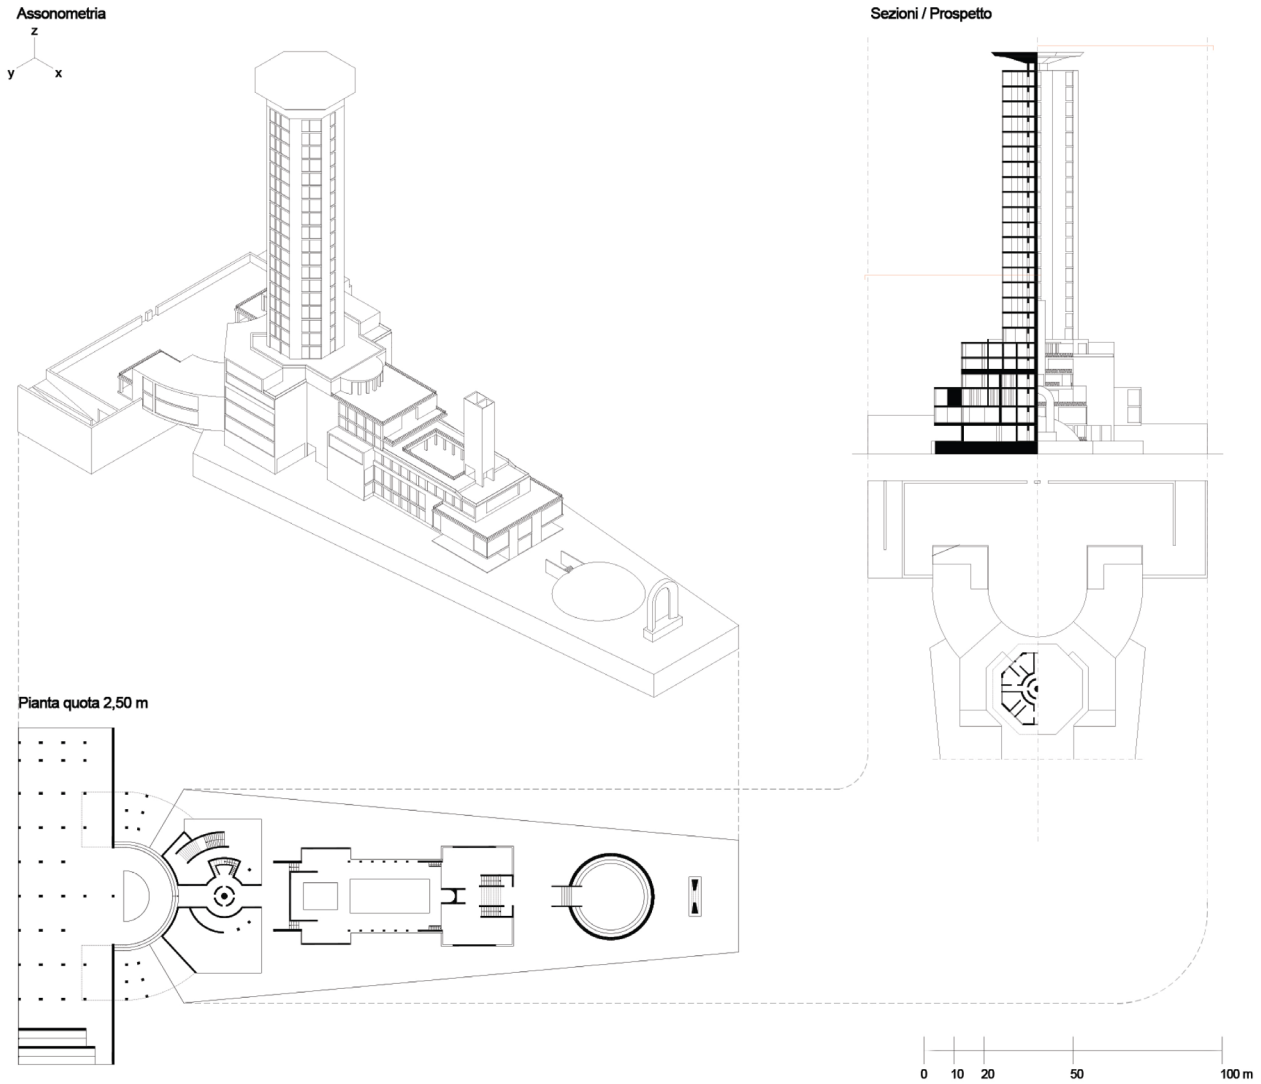 Assonometria
z
y
x
Sezioni / Prospetto
Pianta quota 2,50 m
0 10 20 50 100 m